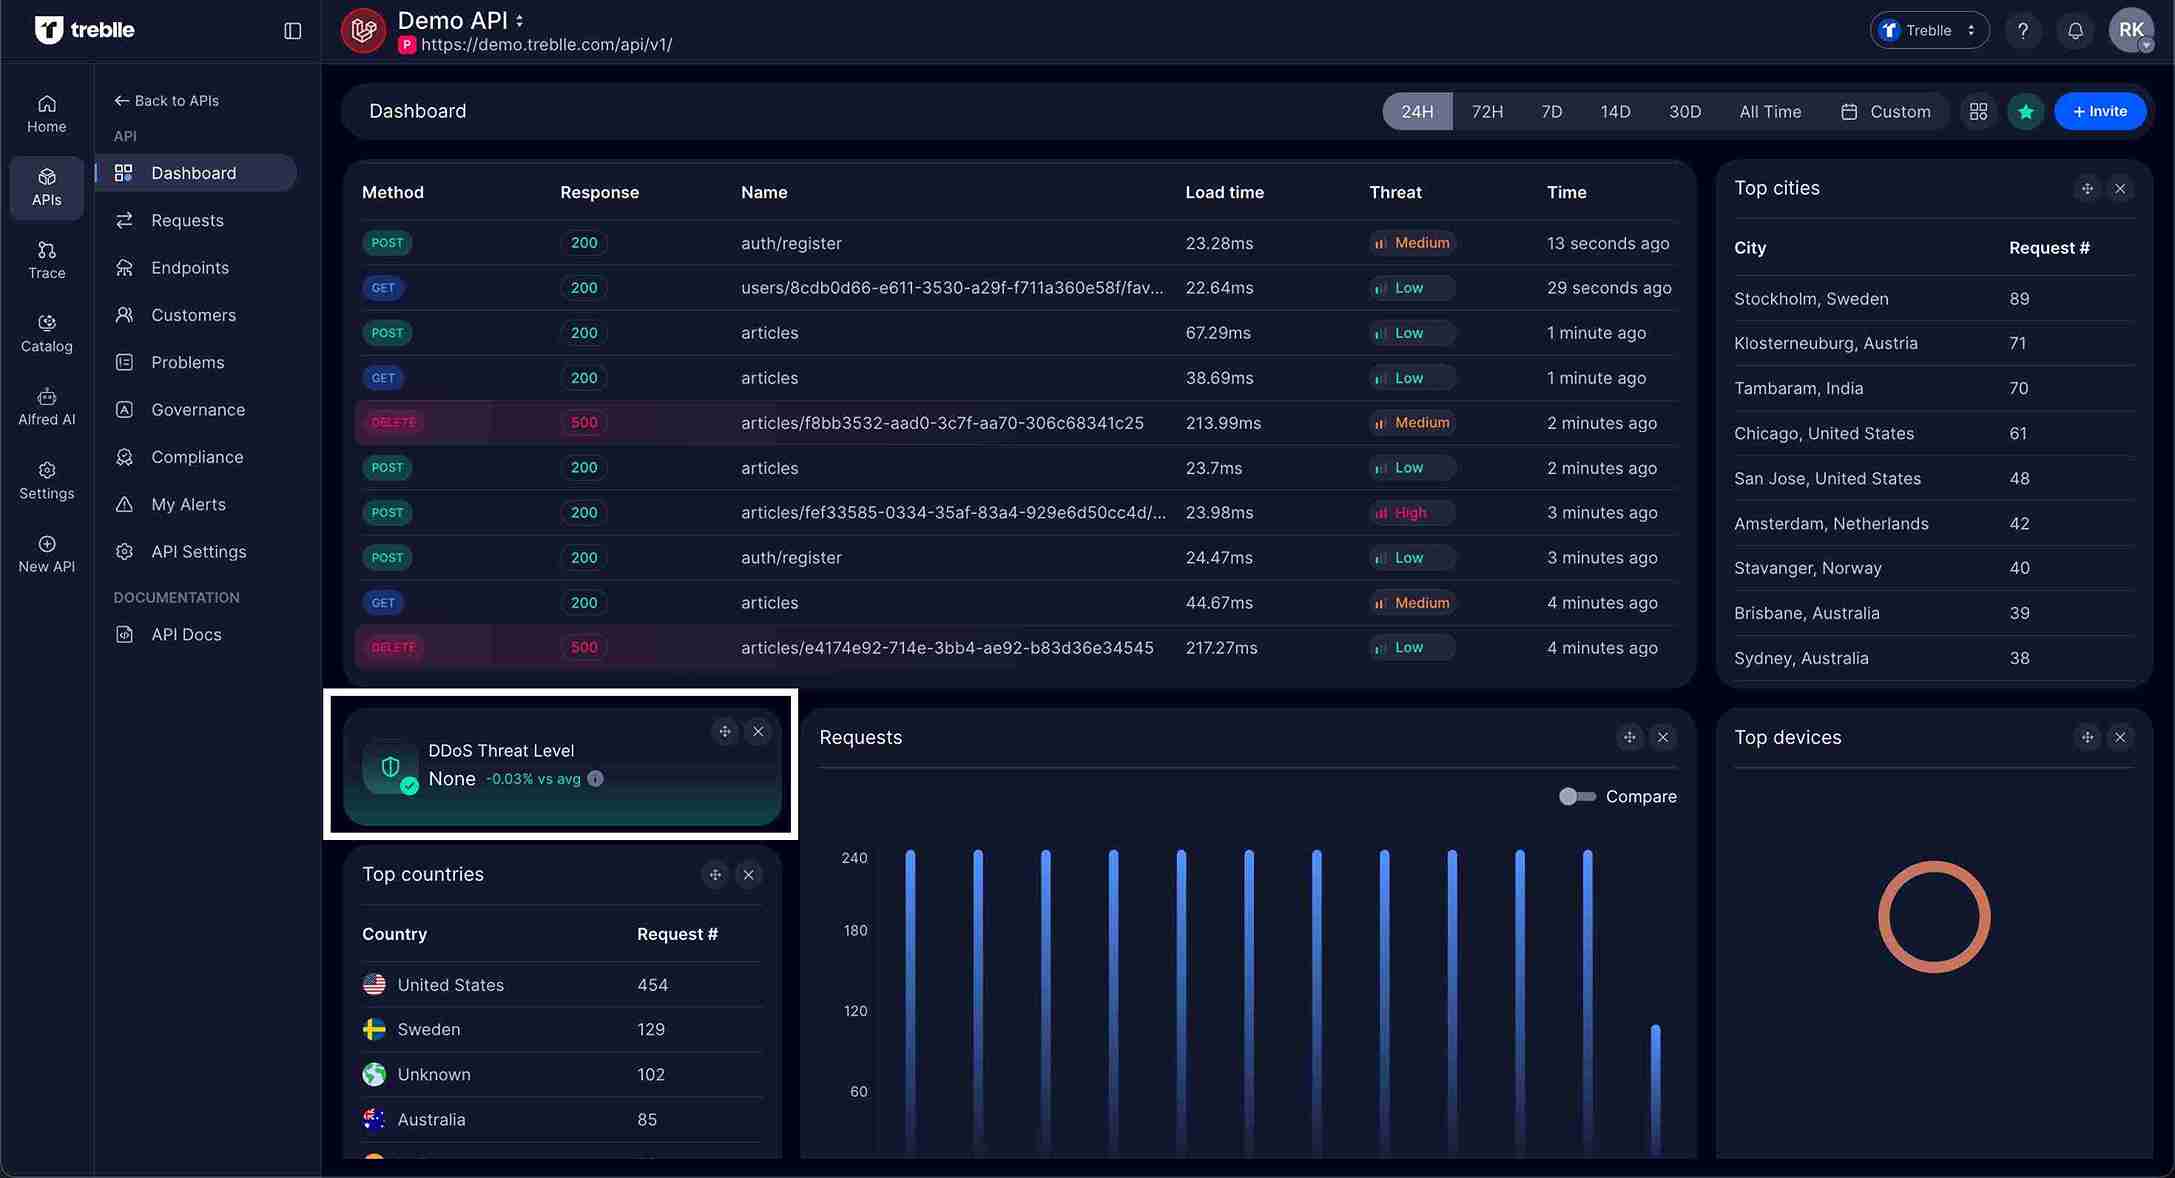 treblle
Demo API
P https://demo.treblle.com/api/v1/
Treblle
?
RK
Home
APIs
Trace
Catalog
Alfred AI
Settings
New API
Back to APIs
API
Dashboard
Requests
Endpoints
Customers
Problems
Governance
Compliance
My Alerts
API Settings
DOCUMENTATION
API Docs
Dashboard
24H 72H 7D 14D 30D All Time Custom + Invite
Method Response Name Load time Threat Time
POST 200 auth/register 23.28ms Medium 13 seconds ago
GET 200 users/8cdb0d66-e611-3530-a29f-f711a360e58f/fav... 22.64ms Low 29 seconds ago
POST 200 articles 67.29ms Low 1 minute ago
GET 200 articles 38.69ms Low 1 minute ago
DELETE 500 articles/f8bb3532-aad0-3c7f-aa70-306c68341c25 213.99ms Medium 2 minutes ago
POST 200 articles 23.7ms Low 2 minutes ago
POST 200 articles/fef33585-0334-35af-83a4-929e6d50cc4d/... 23.98ms High 3 minutes ago
POST 200 auth/register 24.47ms Low 3 minutes ago
GET 200 articles 44.67ms Medium 4 minutes ago
DELETE 500 articles/e4174e92-714e-3bb4-ae92-b83d36e34545 217.27ms Low 4 minutes ago
Top cities
City Request #
Stockholm, Sweden 89
Klosterneuburg, Austria 71
Tambaram, India 70
Chicago, United States 61
San Jose, United States 48
Amsterdam, Netherlands 42
Stavanger, Norway 40
Brisbane, Australia 39
Sydney, Australia 38
DDoS Threat Level
None -0.03% vs avg
Top countries
Country Request #
United States 454
Sweden 129
Unknown 102
Australia 85
Requests
Compare
240
180
120
60
Top devices